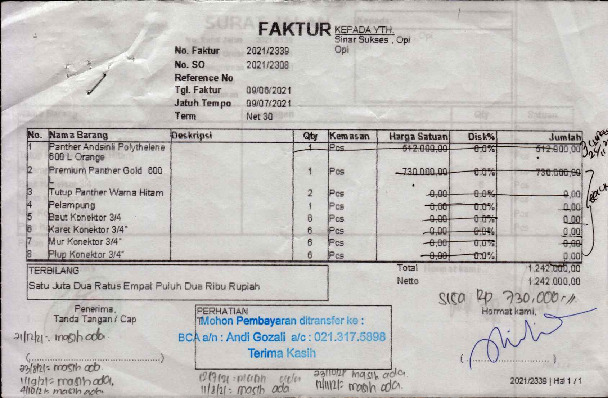 FAKTUR
KEPADA YTH.
Sinar Sukses , Opi
Opi
No. Faktur 2021/2339
No. SO 2021/2308
Reference No
Tgl. Faktur 09/06/2021
Jatuh Tempo 09/07/2021
Term Net 30
No. Nama Barang Deskripsi Qty Kemasan Harga Satuan Disk% Jumlah
1 Panther Andsinli Polythelene 1 Pcs 512.000,00 0.0% 512.000,00
600 L Orange
2 Premium Panther Gold 600 1 Pcs 730.000,00 0.0% 730.000,00
L
3 Tutup Panther Warna Hitam 2 Pcs 0,00 0.0% 0,00
4 Pelampung 1 Pcs 0,00 0.0% 0,00
5 Baut Konektor 3/4 6 Pcs 0,00 0.0% 0,00
6 Karet Konektor 3/4" 6 Pcs 0,00 0.0% 0,00
7 Mur Konektor 3/4" 6 Pcs 0,00 0.0% 0,00
8 Plup Konektor 3/4" 6 Pcs 0,00 0.0% 0,00
TERBILANG
Satu Juta Dua Ratus Empat Puluh Dua Ribu Rupiah
Total 1.242.000,00
Netto 1.242.000,00
sisa Rp 730,000
Penerima,
Tanda Tangan / Cap
PERHATIAN
Mohon Pembayaran ditransfer ke :
BCA a/n : Andi Gozali a/c : 021.317.5898
Terima Kasih
Hormat kami,
masih ada
masih ada
masih ada
masih ada
masih ada
masih ada
masih ada.
2021/2339 | Hal 1 / 1